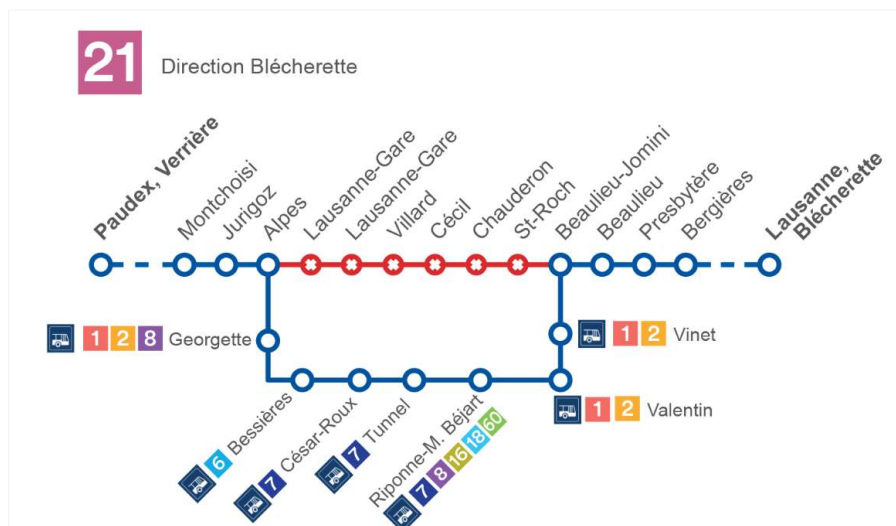 21
Direction Blécherette
Paudex, Verrière
Montchoisi
Jurigoz
Alpes
Lausanne-Gare
Lausanne-Gare
Villard
Cécil
Chauderon
St-Roch
Beaulieu-Jomini
Beaulieu
Presbytère
Bergières
Lausanne,
Blécherette
1 2 8 Georgette
1 2 Vinet
6 Bessières
7 César-Roux
7 Tunnel
Riponne-M. Béjart
7 8 16 18 60
1 2 Valentin